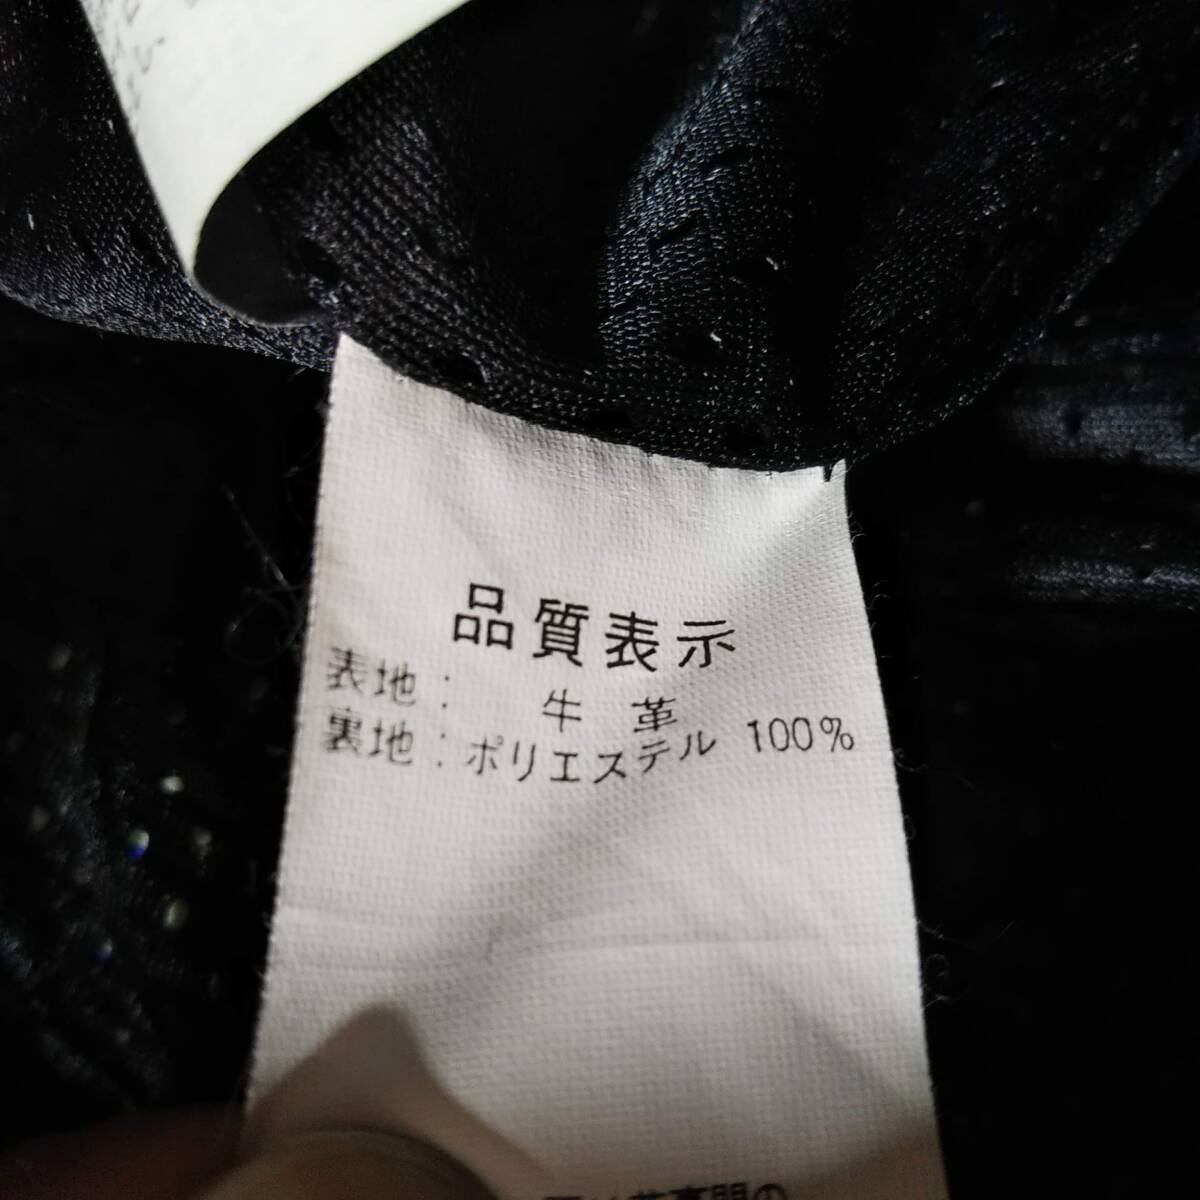 品質表示
表地： 牛 革
裏地：ポリエステル 100%